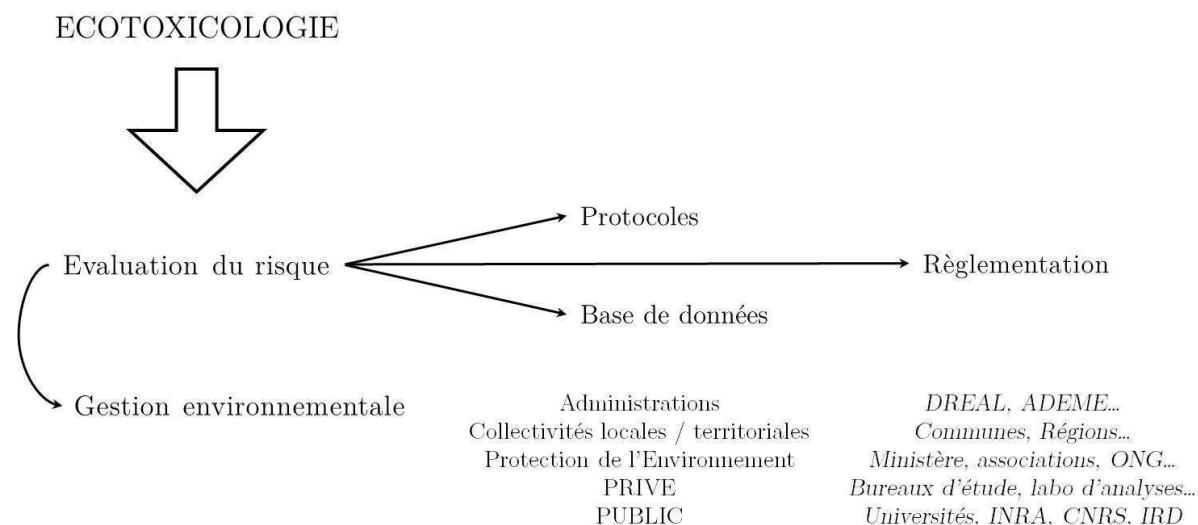 ECOTOXICOLOGIE
Protocoles
Evaluation du risque
Règlementation
Base de données
Gestion environnementale
Administrations
DREAL, ADEME...
Collectivités locales / territoriales
Communes, Régions...
Protection de l'Environnement
Ministère, associations, ONG...
PRIVE
Bureaux d'étude, labo d'analyses...
PUBLIC
Universités, INRA, CNRS, IRD